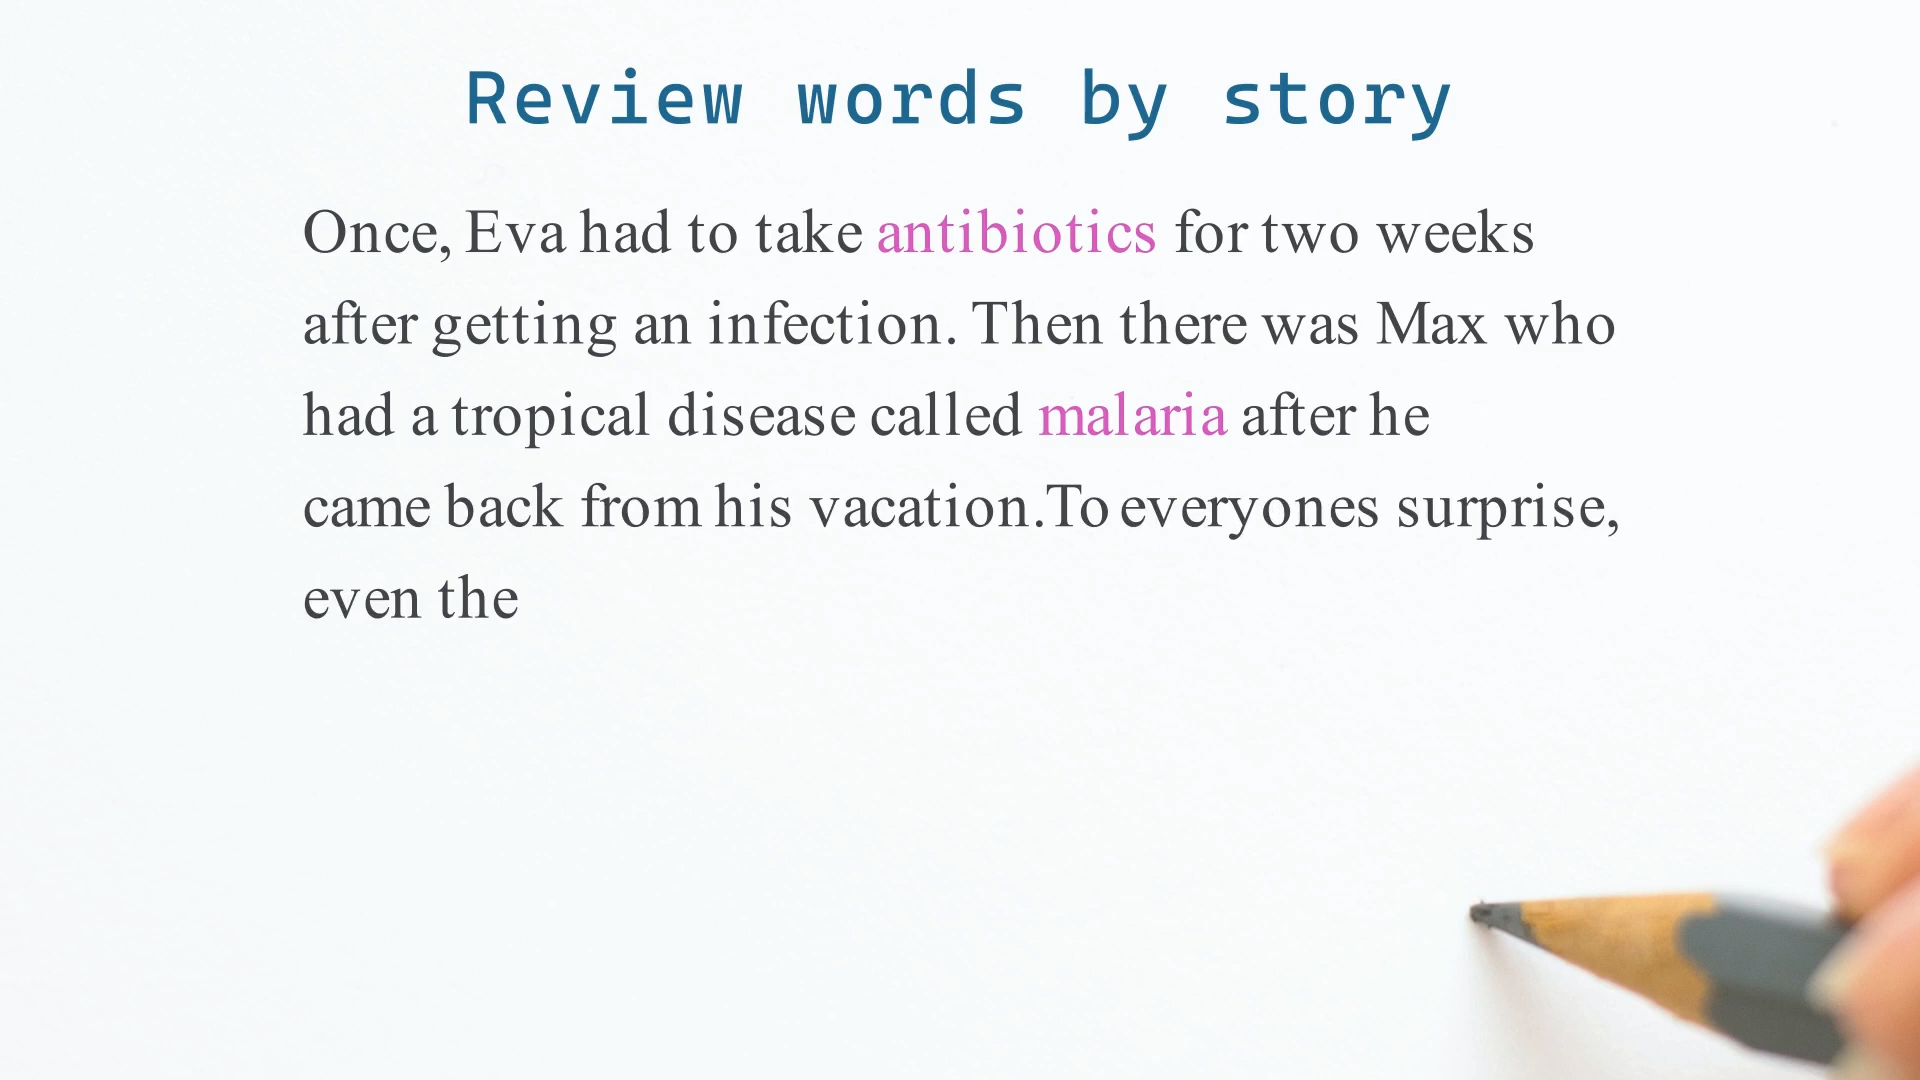 Review words by story
Once, Eva had to take antibiotics for two weeks
after getting an infection. Then there was Max who
had a tropical disease called malaria after he
came back from his vacation.To everyones surprise,
even the